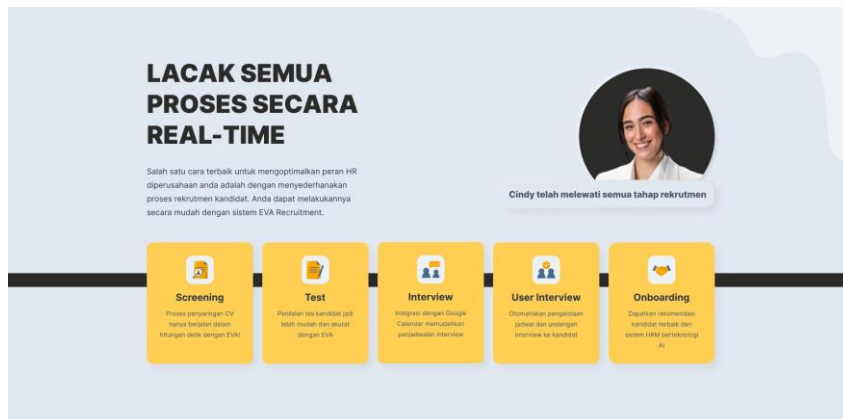 LACAK SEMUA
PROSES SECARA
REAL-TIME
Salah satu cara terbaik untuk mengoptimalkan peran HR
diperusahaan anda adalah dengan menyederhanakan
proses rekrutmen kandidat. Anda dapat melakukannya
secara mudah dengan sistem EVA Recruitment.
Cindy telah melewati semua tahap rekrutmen
Screening
Proses penyaringan CV
hanya berjalan dalam
hitungan detik dengan EVA!
Test
Penilaian tes kandidat jadi
lebih mudah dan akurat
dengan EVA
Interview
Integrasi dengan Google
Calendar memudahkan
penjadwalan interview
User Interview
Otomatiskan pengelolaan
jadwal dan undangan
interview ke kandidat
Onboarding
Dapatkan rekomendasi
kandidat terbaik dari
sistem HRM berteknologi
AI